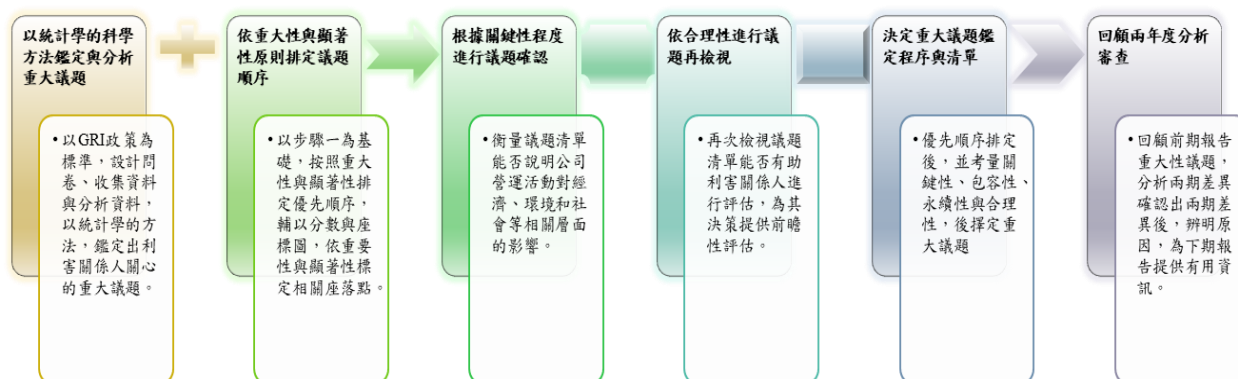 以統計學的科學
方法鑑定與分析
重大議題
•以GRI政策為
標準，設計問
卷、收集資料
與分析資料，
以統計學的方
法，鑑定出利
害關係人關心
的重大議題。
依重大性與顯著
性原則排定議題
順序
•以步驟一為基
礎，按照重大
性與顯著性排
定優先順序，
輔以分數與座
標圖，依重要
性與顯著性標
定相關座落點。
根據關鍵性程度
進行議題確認
•衡量議題清單
能否說明公司
營運活動對經
濟、環境和社
會等相關層面
的影響。
依合理性進行議
題再檢視
•再次檢視議題
清單能否有助
利害關係人進
行評估，為其
決策提供前瞻
性評估。
決定重大議題鑑
定程序與清單
•優先順序排定
後，並考量關
鍵性、包容性、
永續性與合理
性，後擇定重
大議題
回顧兩年度分析
審查
•回顧前期報告
重大性議題，
分析兩期差異
確認出兩期差
異後，辨明原
因，為下期報
告提供有用資
訊。